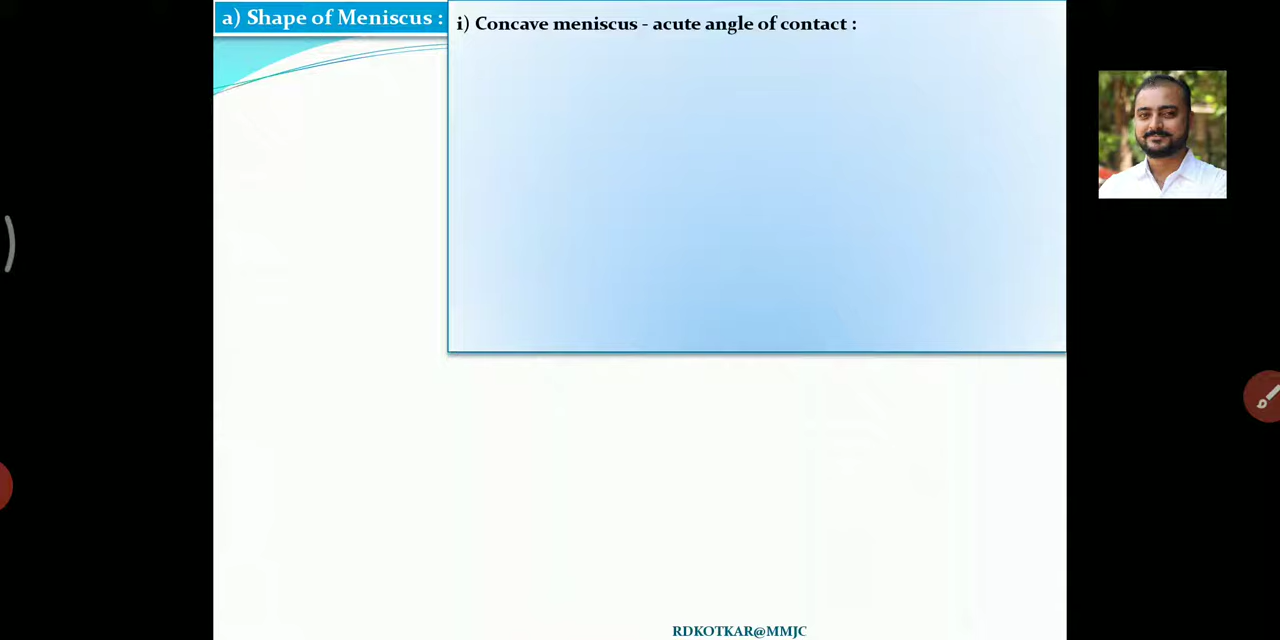 a) Shape of Meniscus :
i) Concave meniscus - acute angle of contact :
RDKOTKAR@MMJC